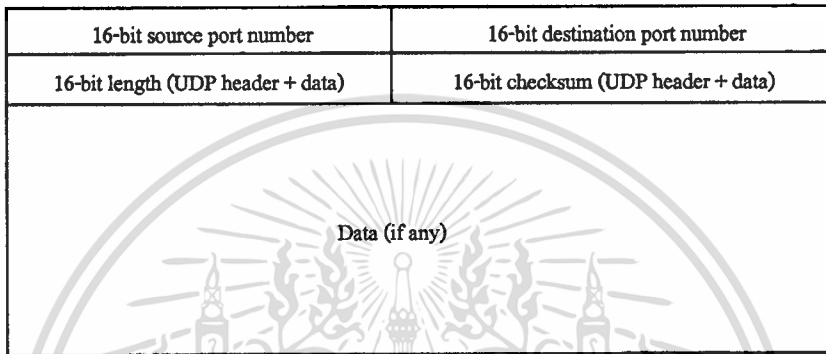 16-bit source port number
16-bit destination port number
16-bit length (UDP header + data)
16-bit checksum (UDP header + data)
Data (if any)